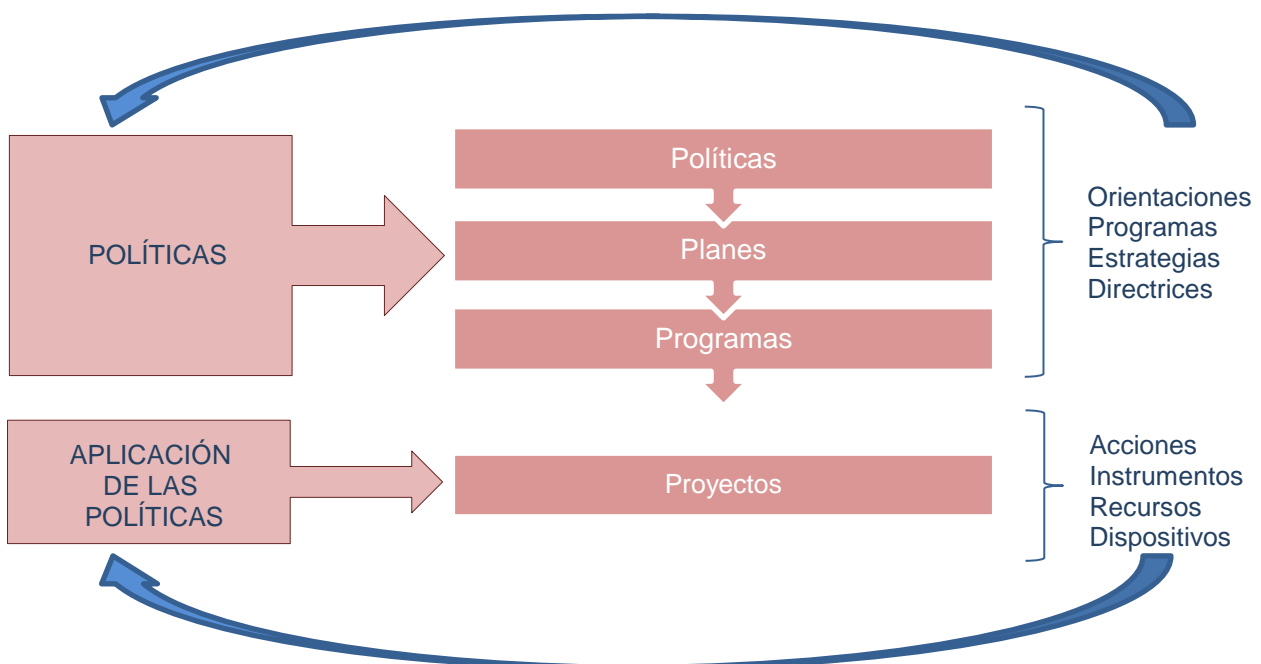 POLÍTICAS
Políticas
Planes
Programas
Orientaciones
Programas
Estrategias
Directrices
APLICACIÓN
DE LAS
POLÍTICAS
Proyectos
Acciones
Instrumentos
Recursos
Dispositivos